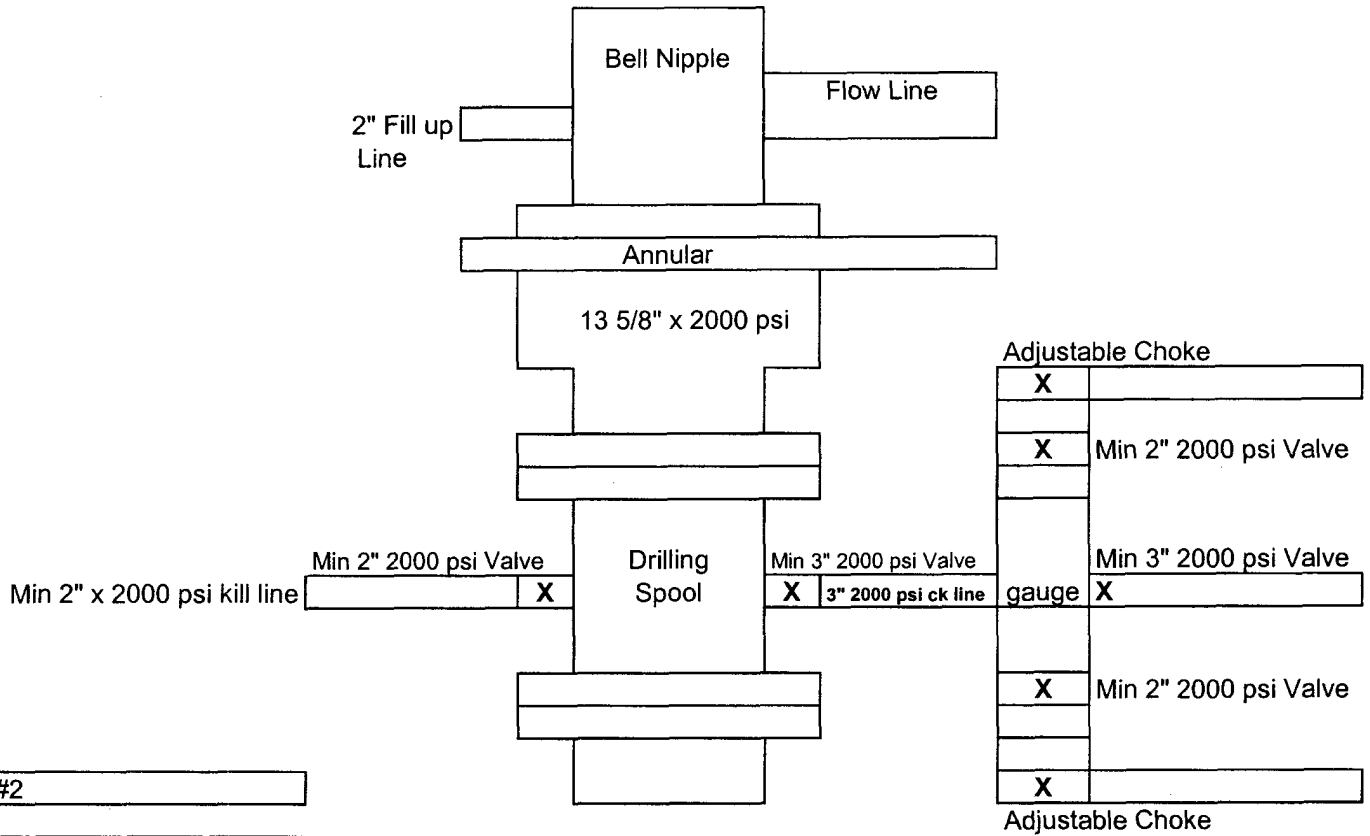 Bell Nipple
Flow Line
2" Fill up
Line
Annular
13 5/8" x 2000 psi
Adjustable Choke
X
X Min 2" 2000 psi Valve
Min 2" 2000 psi Valve
Drilling
Spool
Min 3" 2000 psi Valve
Min 3" 2000 psi Valve
Min 2" x 2000 psi kill line
X
X
3" 2000 psi ck line
gauge
X
X Min 2" 2000 psi Valve
#2
X
Adjustable Choke